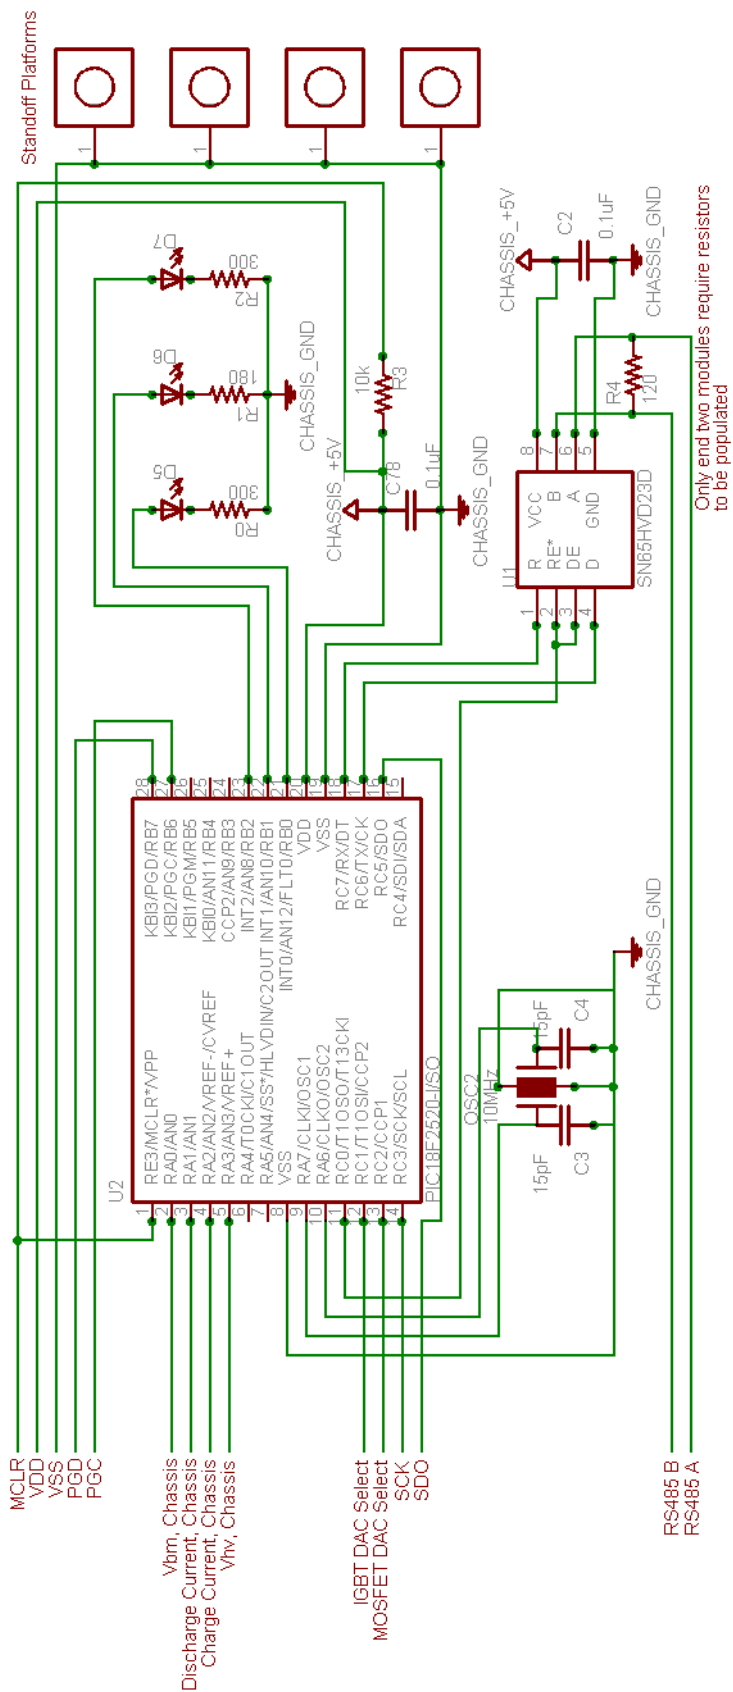 Standoff Platforms
1
1
1
1
D7
300
R2
D6
180
R1
D5
300
R0
CHASSIS_GND
10k
R3
CHASSIS_+5V
C78
0.1uF
CHASSIS_GND
CHASSIS_+5V
C2
0.1uF
CHASSIS_GND
R4
120
Only end two modules require resistors
to be populated
8
7
6
5
VCC
B
A
GND
R
RE*
DE
D
U1
SN65HVD23D
1
2
3
4
28
27
26
25
24
23
22
21
20
19
18
17
16
15
KBI3/PGD/RB7
KBI2/PGC/RB6
KBI1/PGM/RB5
KBI0/AN11/RB4
CCP2/AN9/RB3
INT2/AN8/RB2
INT1/AN10/RB1
INT0/AN12/FLT0/RB0
VDD
VSS
RC7/RX/DT
RC6/TX/CK
RC5/SDO
RC4/SDI/SDA
RE3/MCLR*/VPP
RA0/AN0
RA1/AN1
RA2/AN2/VREF-/CVREF
RA3/AN3/VREF+
RA4/T0CKI/C1OUT
RA5/AN4/SS*/HLVDIN/C2OUT
VSS
RA7/CLKI/OSC1
RA6/CLKO/OSC2
RC0/T1OSO/T13CKI
RC1/T1OSI/CCP2
RC2/CCP1
RC3/SCK/SCL
U2
PIC18F2520-I/SO
1
2
3
4
5
6
7
8
9
10
11
12
13
14
CHASSIS_GND
15pF
C4
OSC2
10MHz
15pF
C3
MCLR
VDD
VSS
PGD
PGC
Vbm, Chassis
Discharge Current, Chassis
Charge Current, Chassis
Vhv, Chassis
IGBT DAC Select
MOSFET DAC Select
SCK
SDO
RS485 B
RS485 A